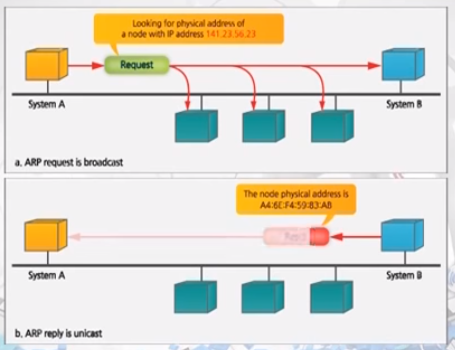 Looking for physical address of
a node with IP address 141.23.56.23
Request
System A
System B
a. ARP request is broadcast
The node physical address is
A4:6E:F4:59:83:AB
System A
System B
b. ARP reply is unicast